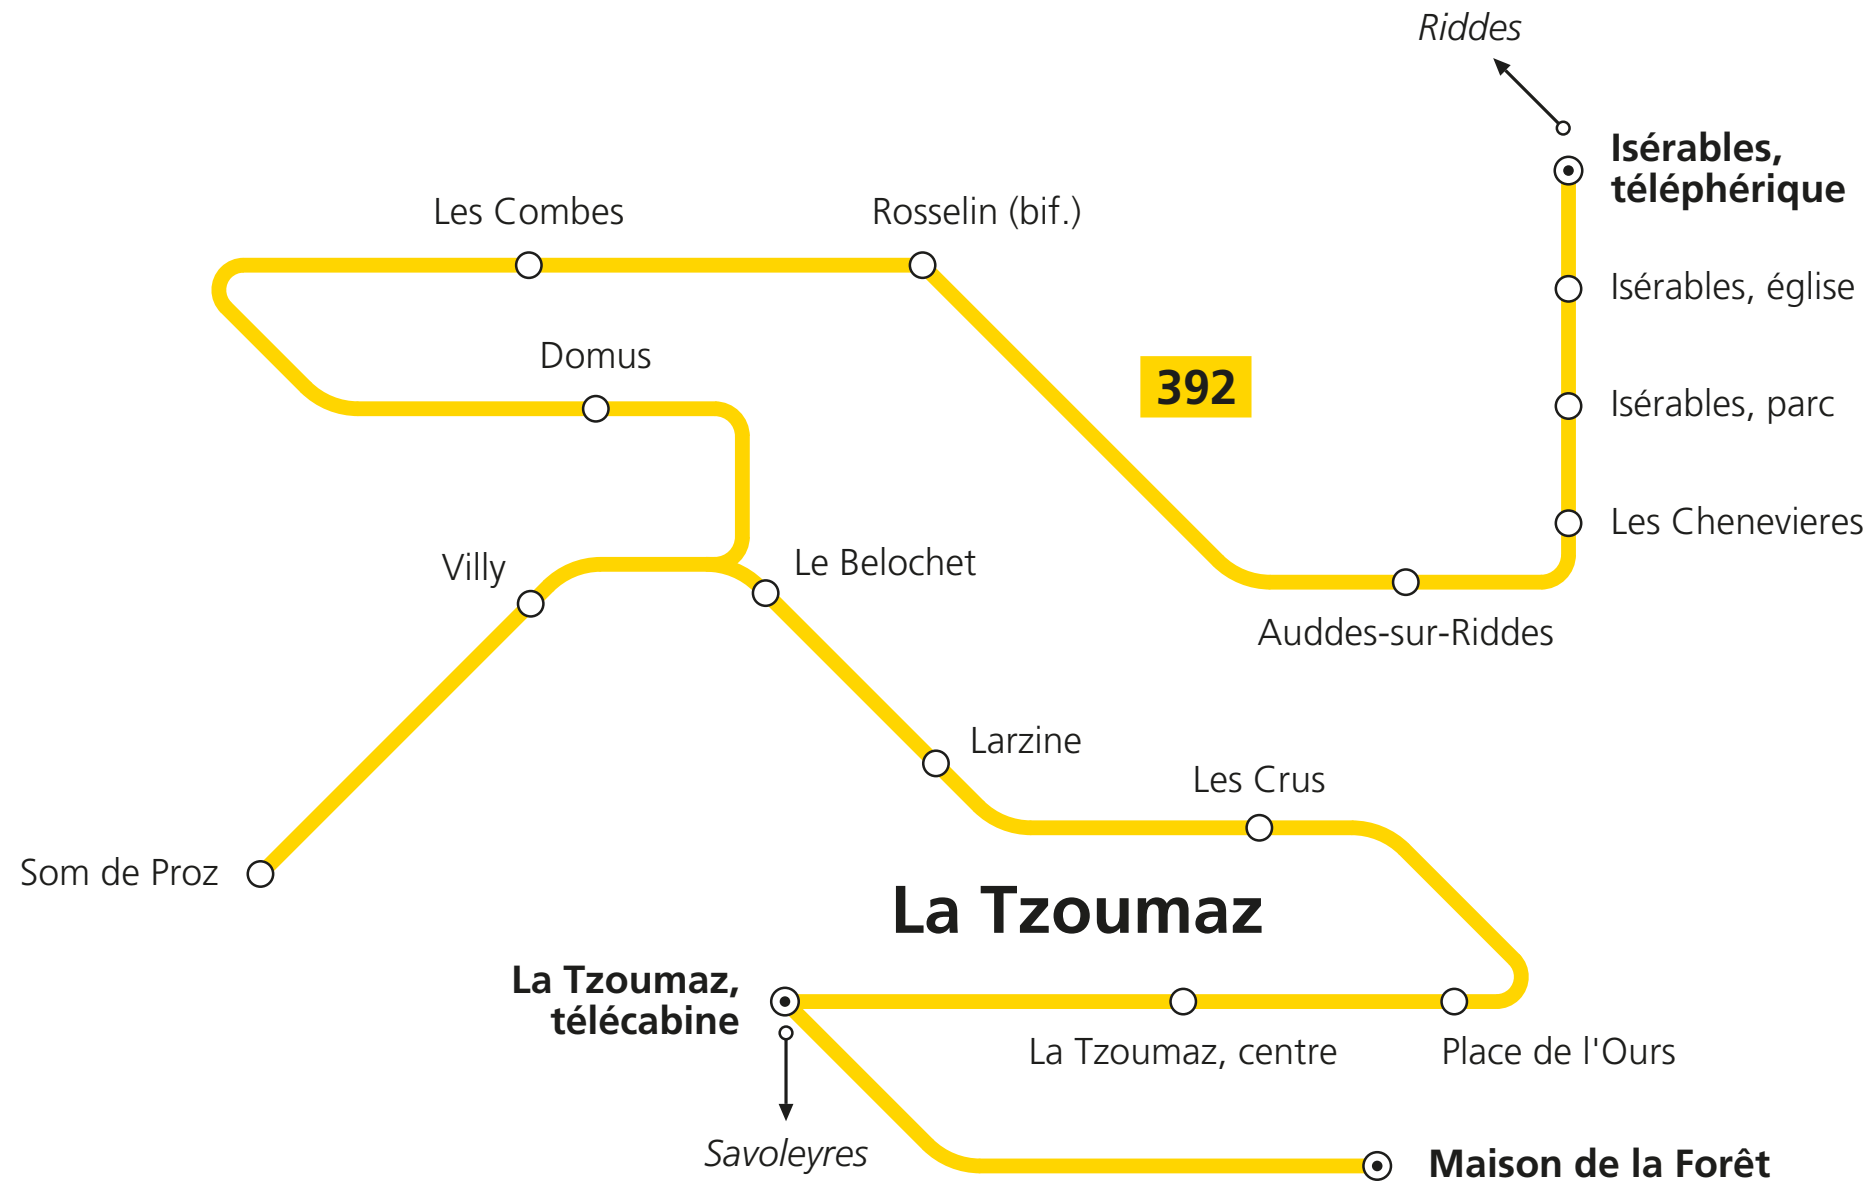 Riddes
Isérables,
téléphérique
Les Combes
Rosselin (bif.)
Isérables, église
Domus
392
Isérables, parc
Les Chenevieres
Villy
Le Belochet
Auddes-sur-Riddes
Larzine
Les Crus
Som de Proz
La Tzoumaz
La Tzoumaz,
télécabine
La Tzoumaz, centre
Place de l'Ours
Savoleyres
Maison de la Forêt